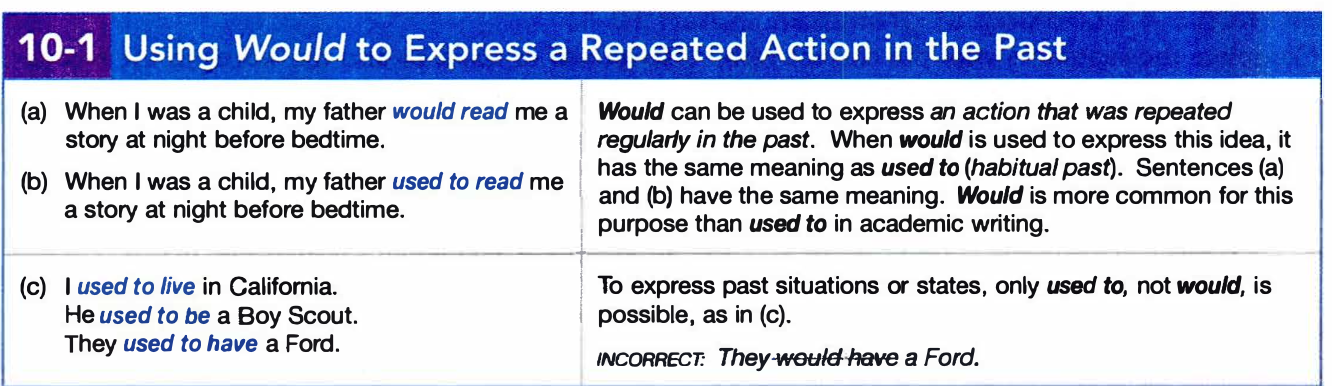 10-1 Using Would to Express a Repeated Action in the Past
(a) When I was a child, my father would read me a
story at night before bedtime.
(b) When I was a child, my father used to read me
a story at night before bedtime.
Would can be used to express an action that was repeated
regularly in the past. When would is used to express this idea, it
has the same meaning as used to (habitual past). Sentences (a)
and (b) have the same meaning. Would is more common for this
purpose than used to in academic writing.
(c) I used to live in California.
He used to be a Boy Scout.
They used to have a Ford.
To express past situations or states, only used to, not would, is
possible, as in (c).
INCORRECT: They would have a Ford.